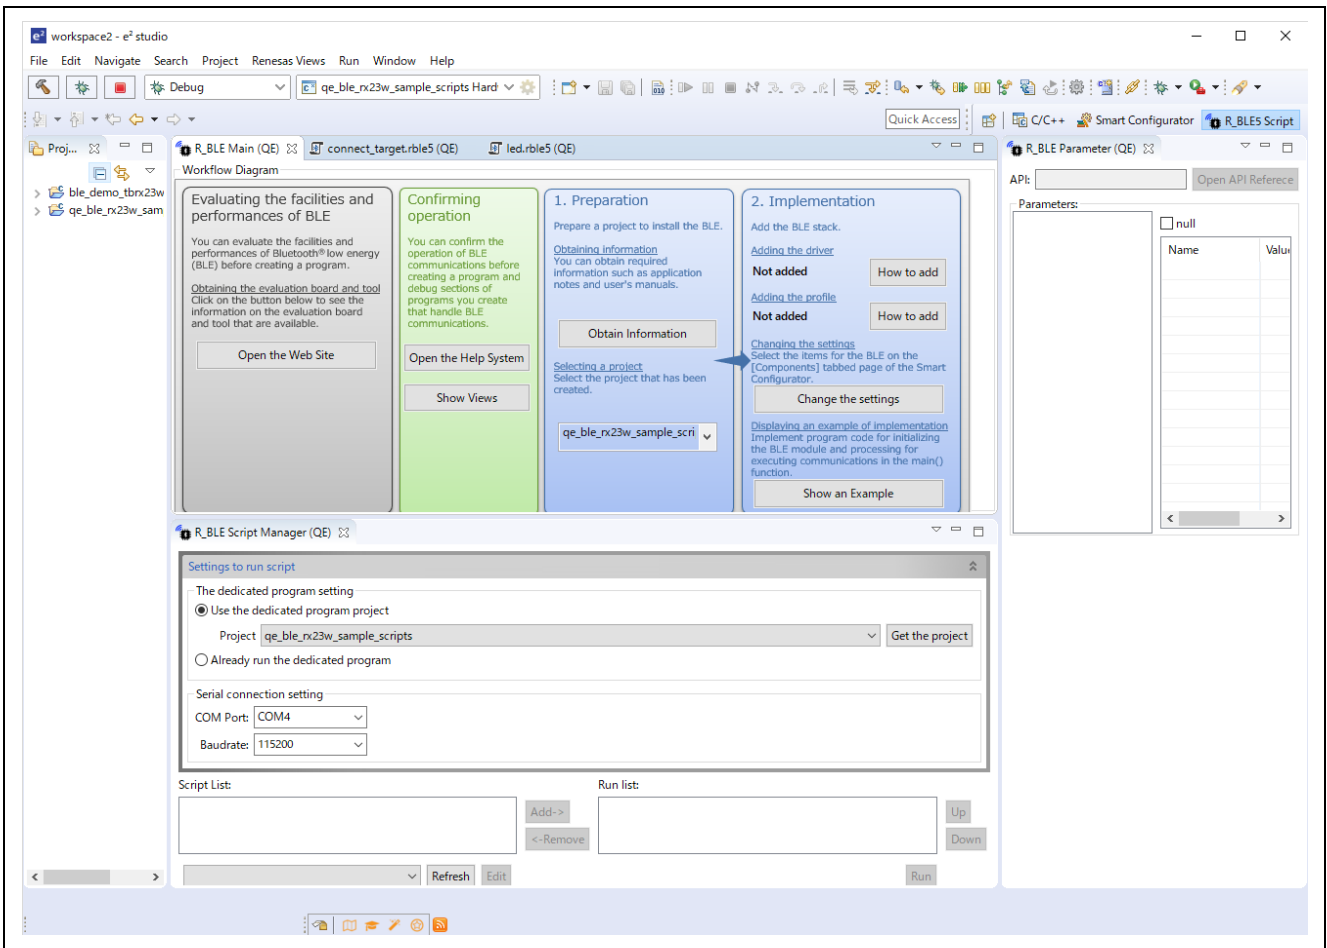 workspace2 - e² studio
File Edit Navigate Search Project Renesas Views Run Window Help
Debug
qe_ble_rx23w_sample_scripts Hard
Quick Access
C/C++
Smart Configurator
R_BLE5 Script
Proj...
ble_demo_tbrx23w
qe_ble_rx23w_sam
R_BLE Main (QE)
connect_target.rble5 (QE)
led.rble5 (QE)
Workflow Diagram
Evaluating the facilities and
performances of BLE
You can evaluate the facilities and
performances of Bluetooth® low energy
(BLE) before creating a program.
Obtaining the evaluation board and tool
Click on the button below to see the
information on the evaluation board
and tool that are available.
Open the Web Site
Confirming
operation
You can confirm the
operation of BLE
communications before
creating a program and
debug sections of
programs you create
that handle BLE
communications.
Open the Help System
Show Views
1. Preparation
Prepare a project to install the BLE.
Obtaining information
You can obtain required
information such as application
notes and user's manuals.
Obtain Information
Selecting a project
Select the project that has been
created.
qe_ble_rx23w_sample_scri
2. Implementation
Add the BLE stack.
Adding the driver
Not added
How to add
Adding the profile
Not added
How to add
Changing the settings
Select the items for the BLE on the
[Components] tabbed page of the Smart
Configurator.
Change the settings
Displaying an example of implementation
Implement program code for initializing
the BLE module and processing for
executing communications in the main()
function.
Show an Example
R_BLE Parameter (QE)
API:
Open API Referece
Parameters:
null
Name
Valu
R_BLE Script Manager (QE)
Settings to run script
The dedicated program setting
Use the dedicated program project
Project qe_ble_rx23w_sample_scripts
Get the project
Already run the dedicated program
Serial connection setting
COM Port: COM4
Baudrate: 115200
Script List:
Run list:
Add->
<-Remove
Up
Down
Refresh
Edit
Run